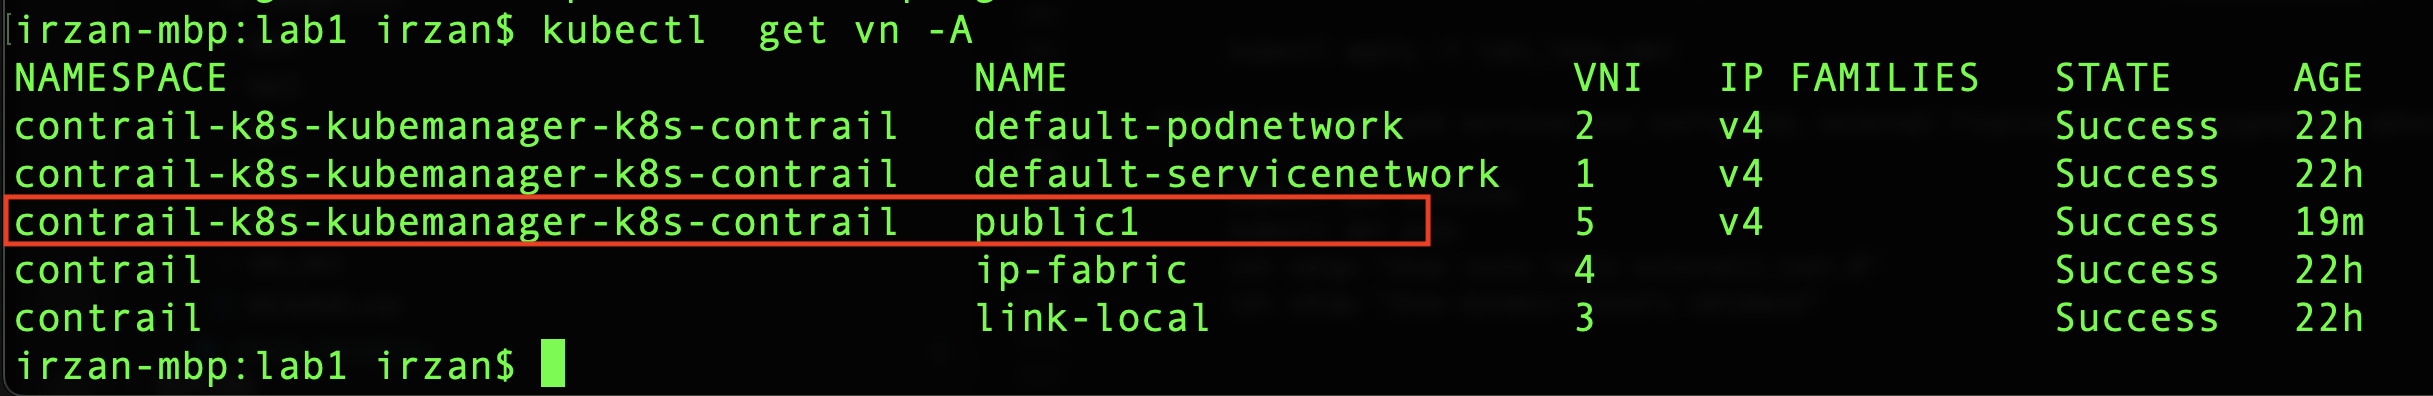 irzan-mbp:lab1 irzan$ kubectl  get vn -A
NAMESPACE                               NAME                     VNI   IP FAMILIES   STATE     AGE
contrail-k8s-kubemanager-k8s-contrail   default-podnetwork       2     v4            Success   22h
contrail-k8s-kubemanager-k8s-contrail   default-servicenetwork   1     v4            Success   22h
contrail-k8s-kubemanager-k8s-contrail   public1                  5     v4            Success   19m
contrail                                ip-fabric                4                   Success   22h
contrail                                link-local               3                   Success   22h
irzan-mbp:lab1 irzan$